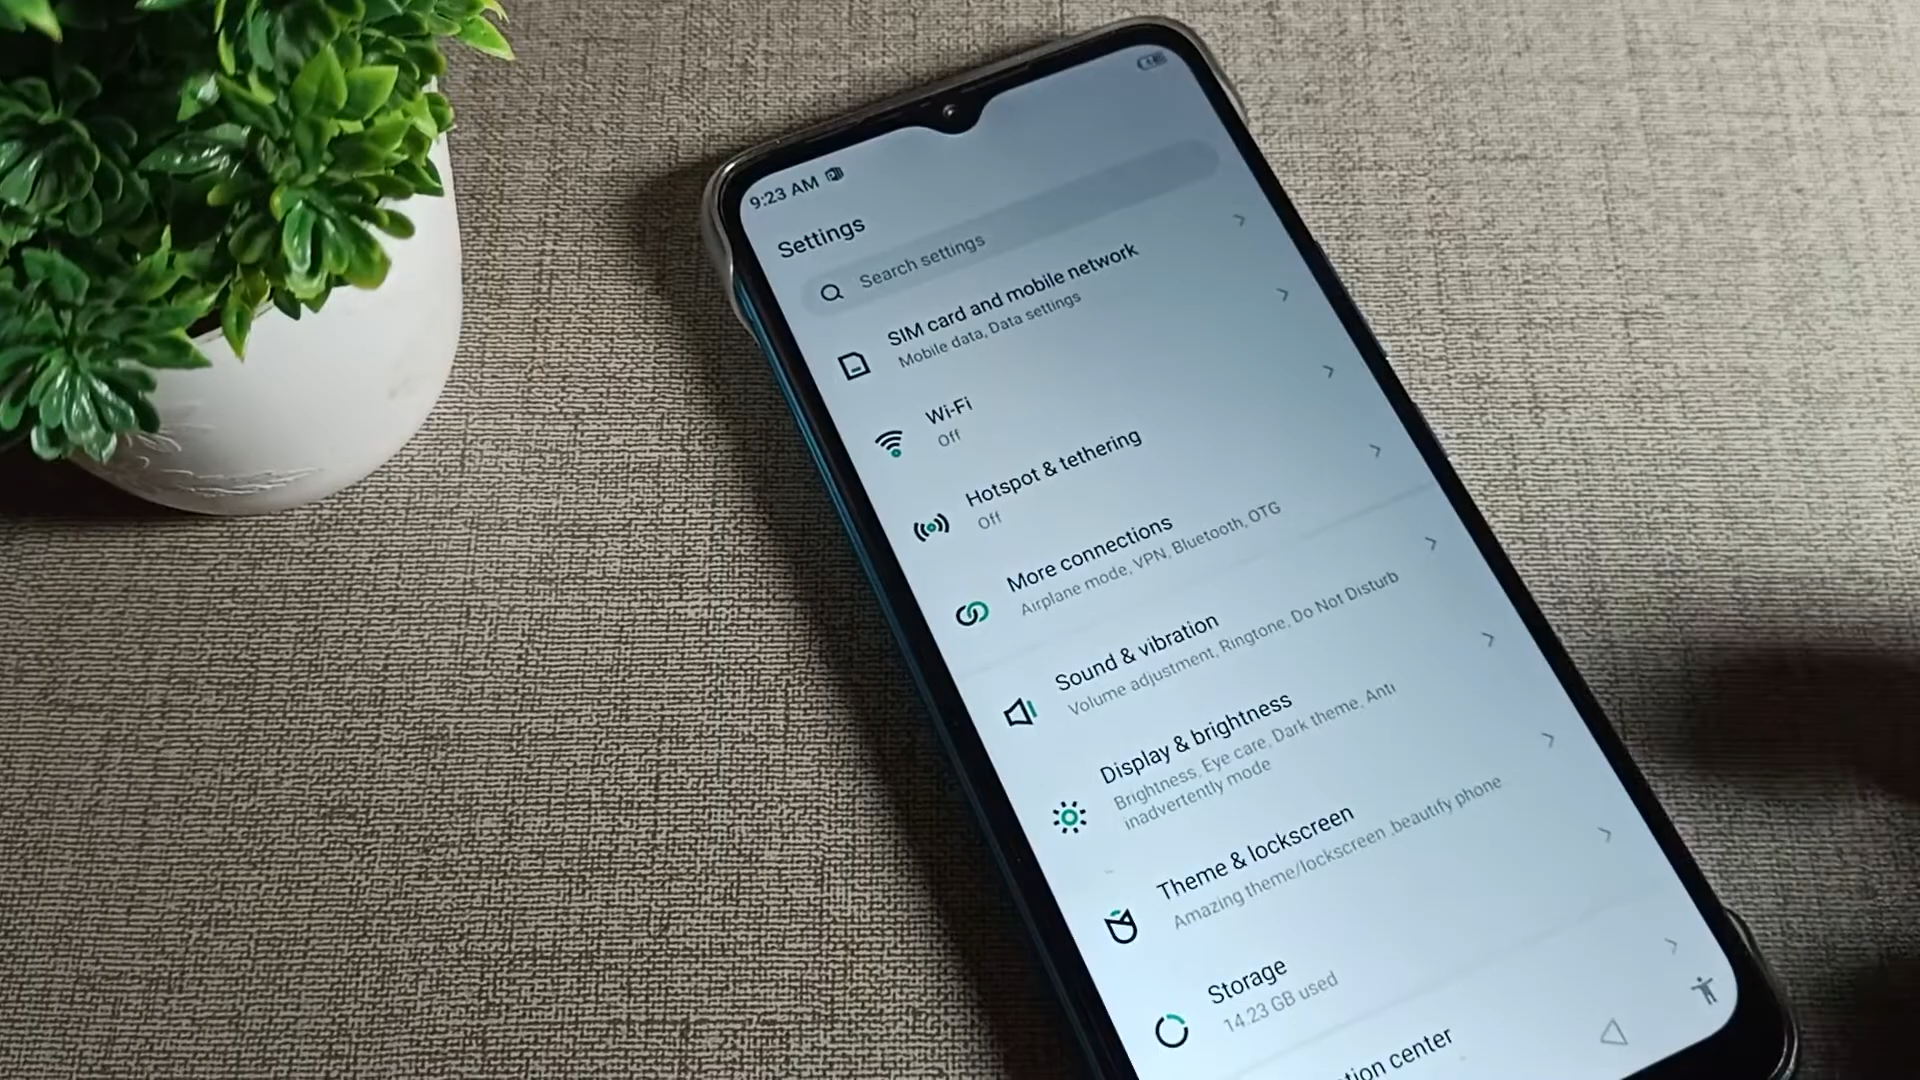 9:23 AM
Settings
Search settings
SIM card and mobile network
Mobile data, Data settings
Wi-Fi
Off
Hotspot & tethering
Off
More connections
Airplane mode, VPN, Bluetooth, OTG
Sound & vibration
Volume adjustment, Ringtone, Do Not Disturb
Display & brightness
Brightness, Eye care, Dark theme, Anti
inadvertently mode
Theme & lockscreen
Amazing theme/lockscreen ,beautify phone
Storage
14.23 GB used
tion center